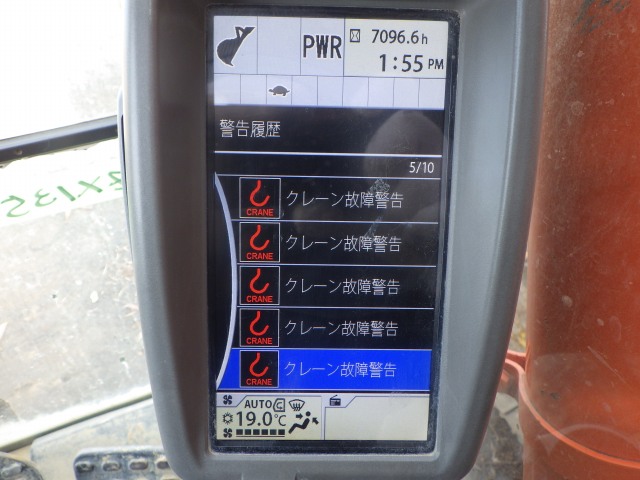 PWR
7096.6h
1:55 PM
警告履歴
5/10
CRANE クレーン故障警告
CRANE クレーン故障警告
CRANE クレーン故障警告
CRANE クレーン故障警告
CRANE クレーン故障警告
AUTO C
19.0℃
ZX135